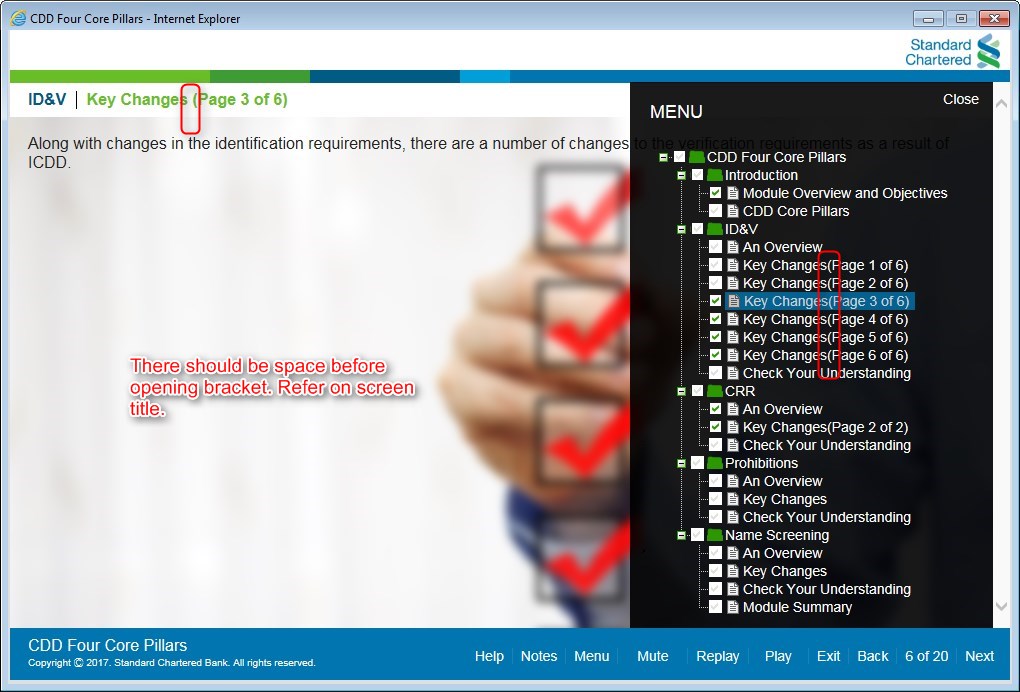 CDD Four Core Pillars - Internet Explorer
Standard
Chartered
ID&V | Key Changes (Page 3 of 6)
Along with changes in the identification requirements, there are a number of changes to the verification requirements as a result of
ICDD.
There should be space before
opening bracket. Refer on screen
title.
Close
MENU
CDD Four Core Pillars
Introduction
Module Overview and Objectives
CDD Core Pillars
ID&V
An Overview
Key Changes(Page 1 of 6)
Key Changes(Page 2 of 6)
Key Changes(Page 3 of 6)
Key Changes(Page 4 of 6)
Key Changes(Page 5 of 6)
Key Changes(Page 6 of 6)
Check Your Understanding
CRR
An Overview
Key Changes(Page 2 of 2)
Check Your Understanding
Prohibitions
An Overview
Key Changes
Check Your Understanding
Name Screening
An Overview
Key Changes
Check Your Understanding
Module Summary
CDD Four Core Pillars
Copyright © 2017. Standard Chartered Bank. All rights reserved.
Help Notes Menu Mute Replay Play Exit Back 6 of 20 Next